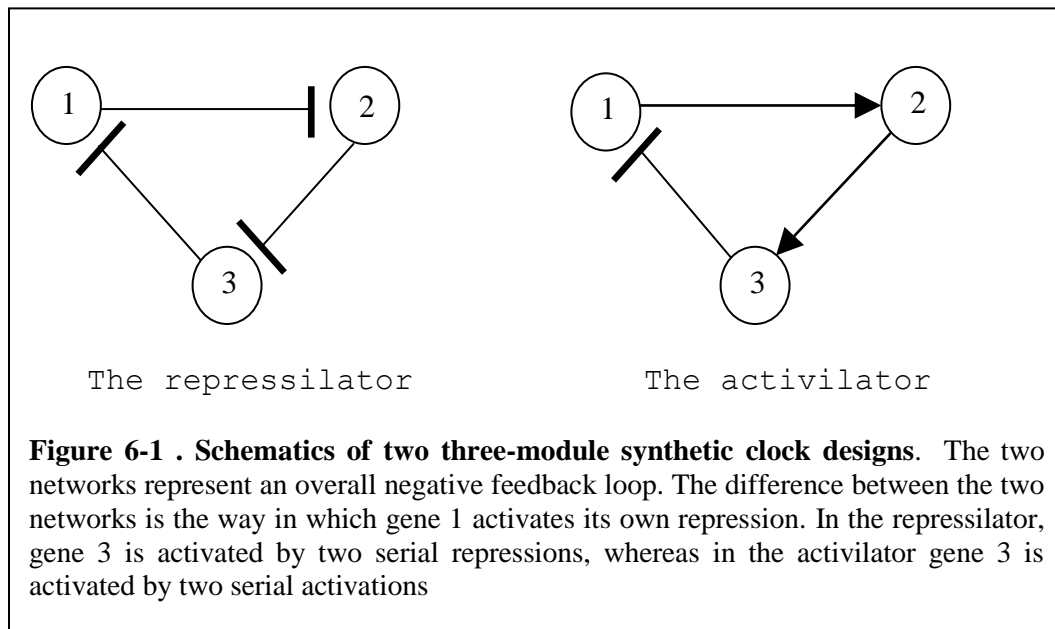 1
2
3
The repressilator
1
2
3
The activilator
Figure 6-1 . Schematics of two three-module synthetic clock designs. The two
networks represent an overall negative feedback loop. The difference between the two
networks is the way in which gene 1 activates its own repression. In the repressilator,
gene 3 is activated by two serial repressions, whereas in the activilator gene 3 is
activated by two serial activations